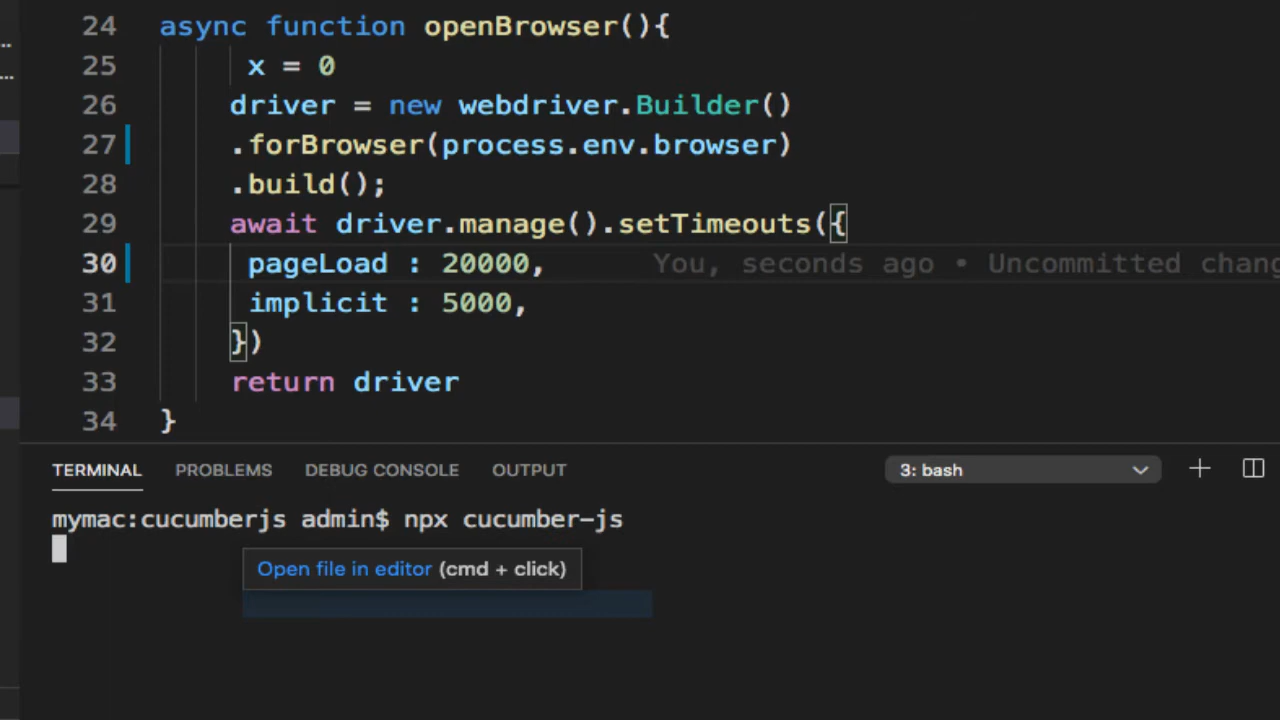 24 async function openBrowser(){
25 x = 0
26 driver = new webdriver.Builder()
27 .forBrowser(process.env.browser)
28 .build();
29 await driver.manage().setTimeouts({
30 pageLoad : 20000, You, seconds ago • Uncommitted chang
31 implicit : 5000,
32 })
33 return driver
34 }
TERMINAL PROBLEMS DEBUG CONSOLE OUTPUT 3: bash
mymac:cucumberjs admin$ npx cucumber-js
Open file in editor (cmd + click)